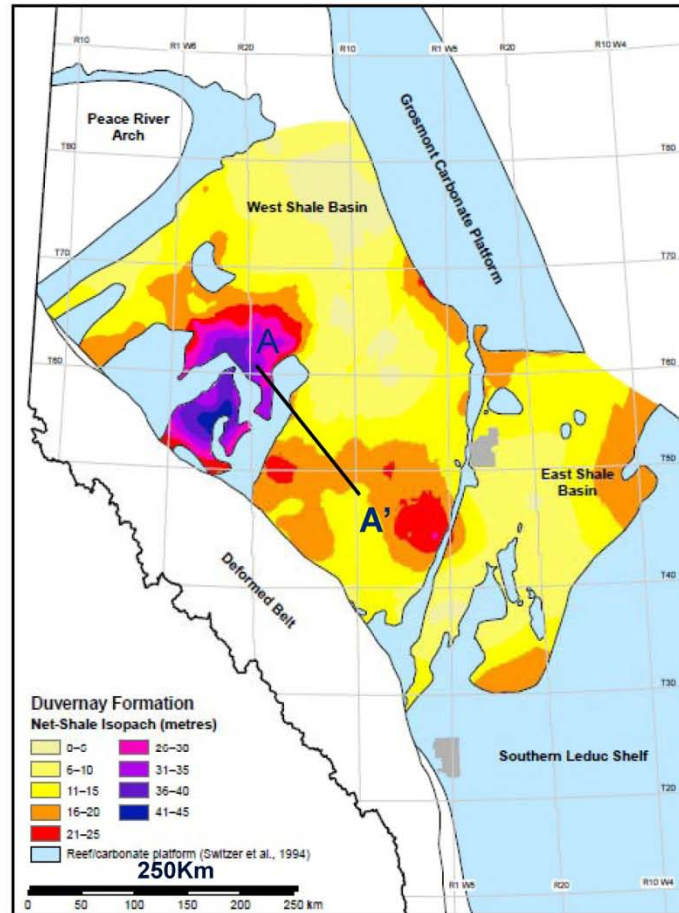 R10
R1 W6
R20
R10
R1 W5
R20
R10 W4
Peace River
Arch
T80
T80
West Shale Basin
Grosmont Carbonate Platform
T70
T70
A
T60
T60
T50
East Shale
Basin
A’
Deformed Belt
T40
T30
Duvernay Formation
Net-Shale Isopach (metres)
0–5
26–30
6–10
31–35
11–15
36–40
16–20
41–45
21–25
Reef/carbonate platform (Switzer et al., 1994)
Southern Leduc Shelf
T20
250Km
0 50 100 150 200 250 km
R1 W5
R20
R10 W4